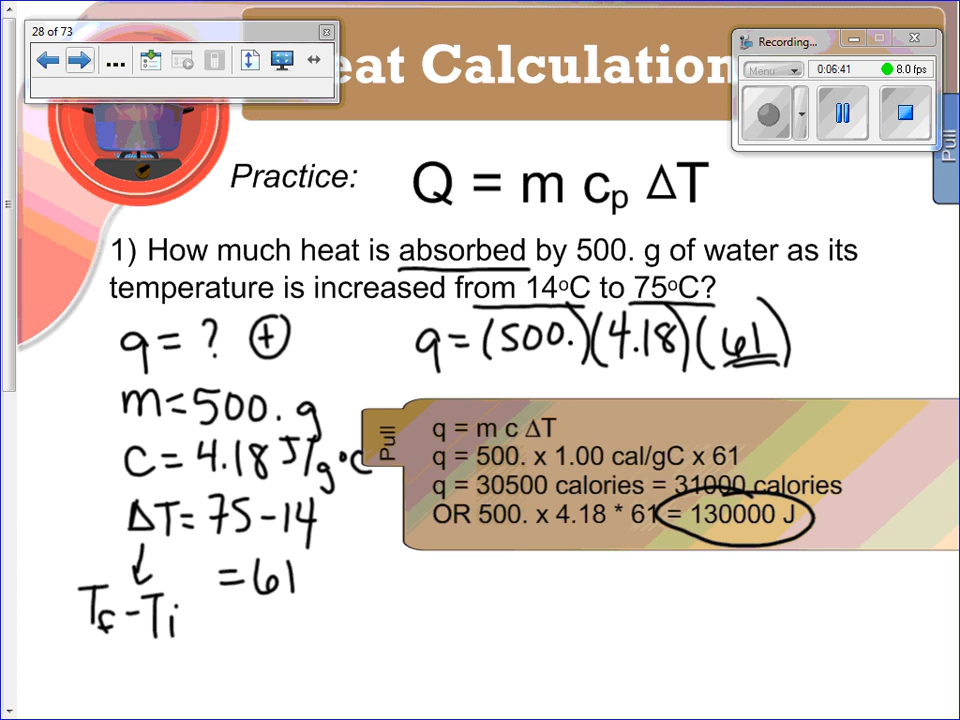 28 of 73
eat Calculation
Recording...
Menu
0:06:41
8.0 fps
Pull
Practice:
Q = m cₚ ΔT
1) How much heat is absorbed by 500. g of water as its
temperature is increased from 14°C to 75°C?
q = ? +
q = (500.)(4.18)(61)
m = 500. g
c = 4.18 J/g°C
ΔT = 75 - 14
= 61
Tf - Ti
Pull
q = m c ΔT
q = 500. x 1.00 cal/gC x 61
q = 30500 calories = 31000 calories
OR 500. x 4.18 * 61 = 130000 J